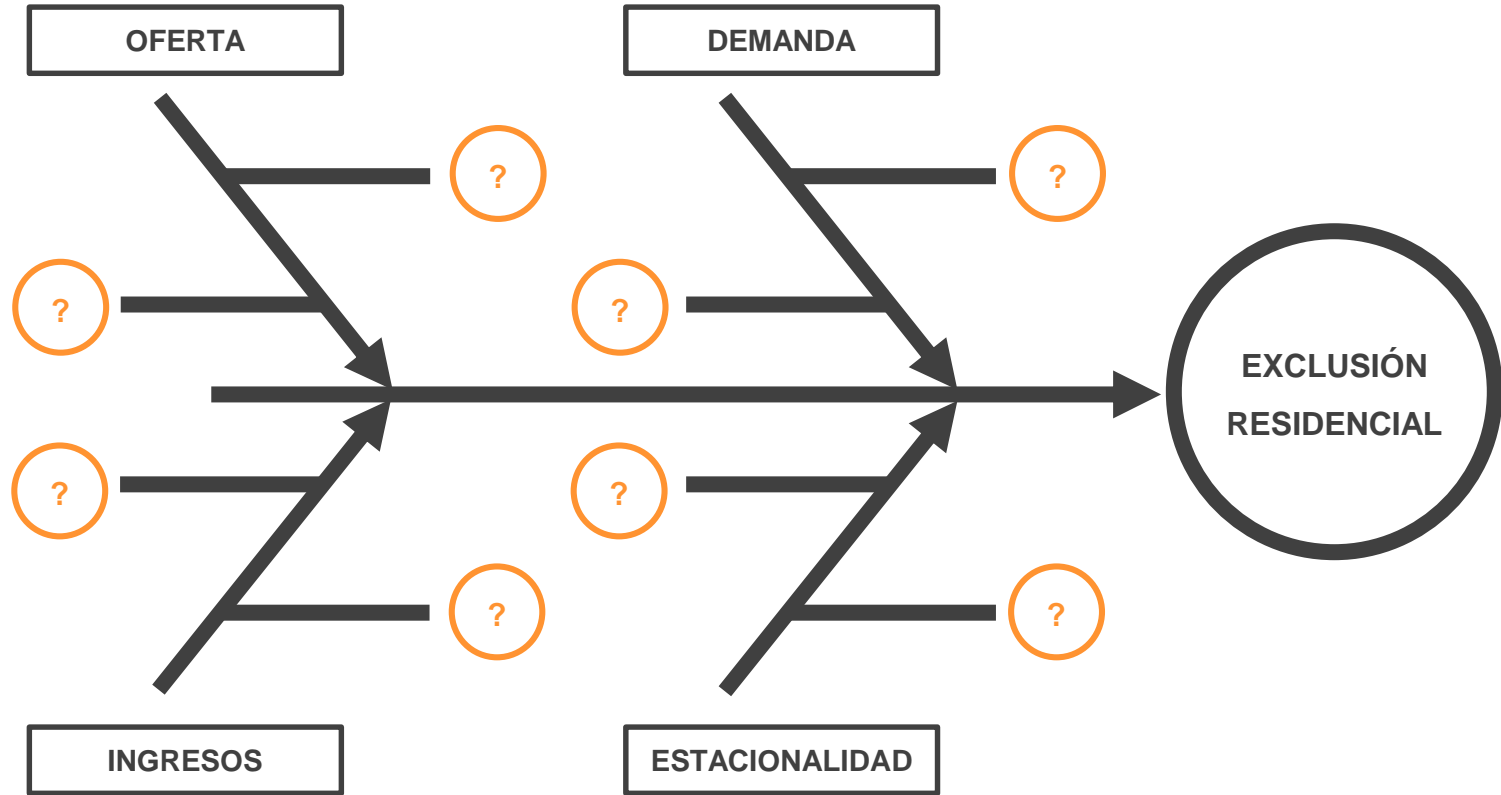 OFERTA
DEMANDA
?
?
?
?
EXCLUSIÓN
RESIDENCIAL
?
?
?
?
INGRESOS
ESTACIONALIDAD